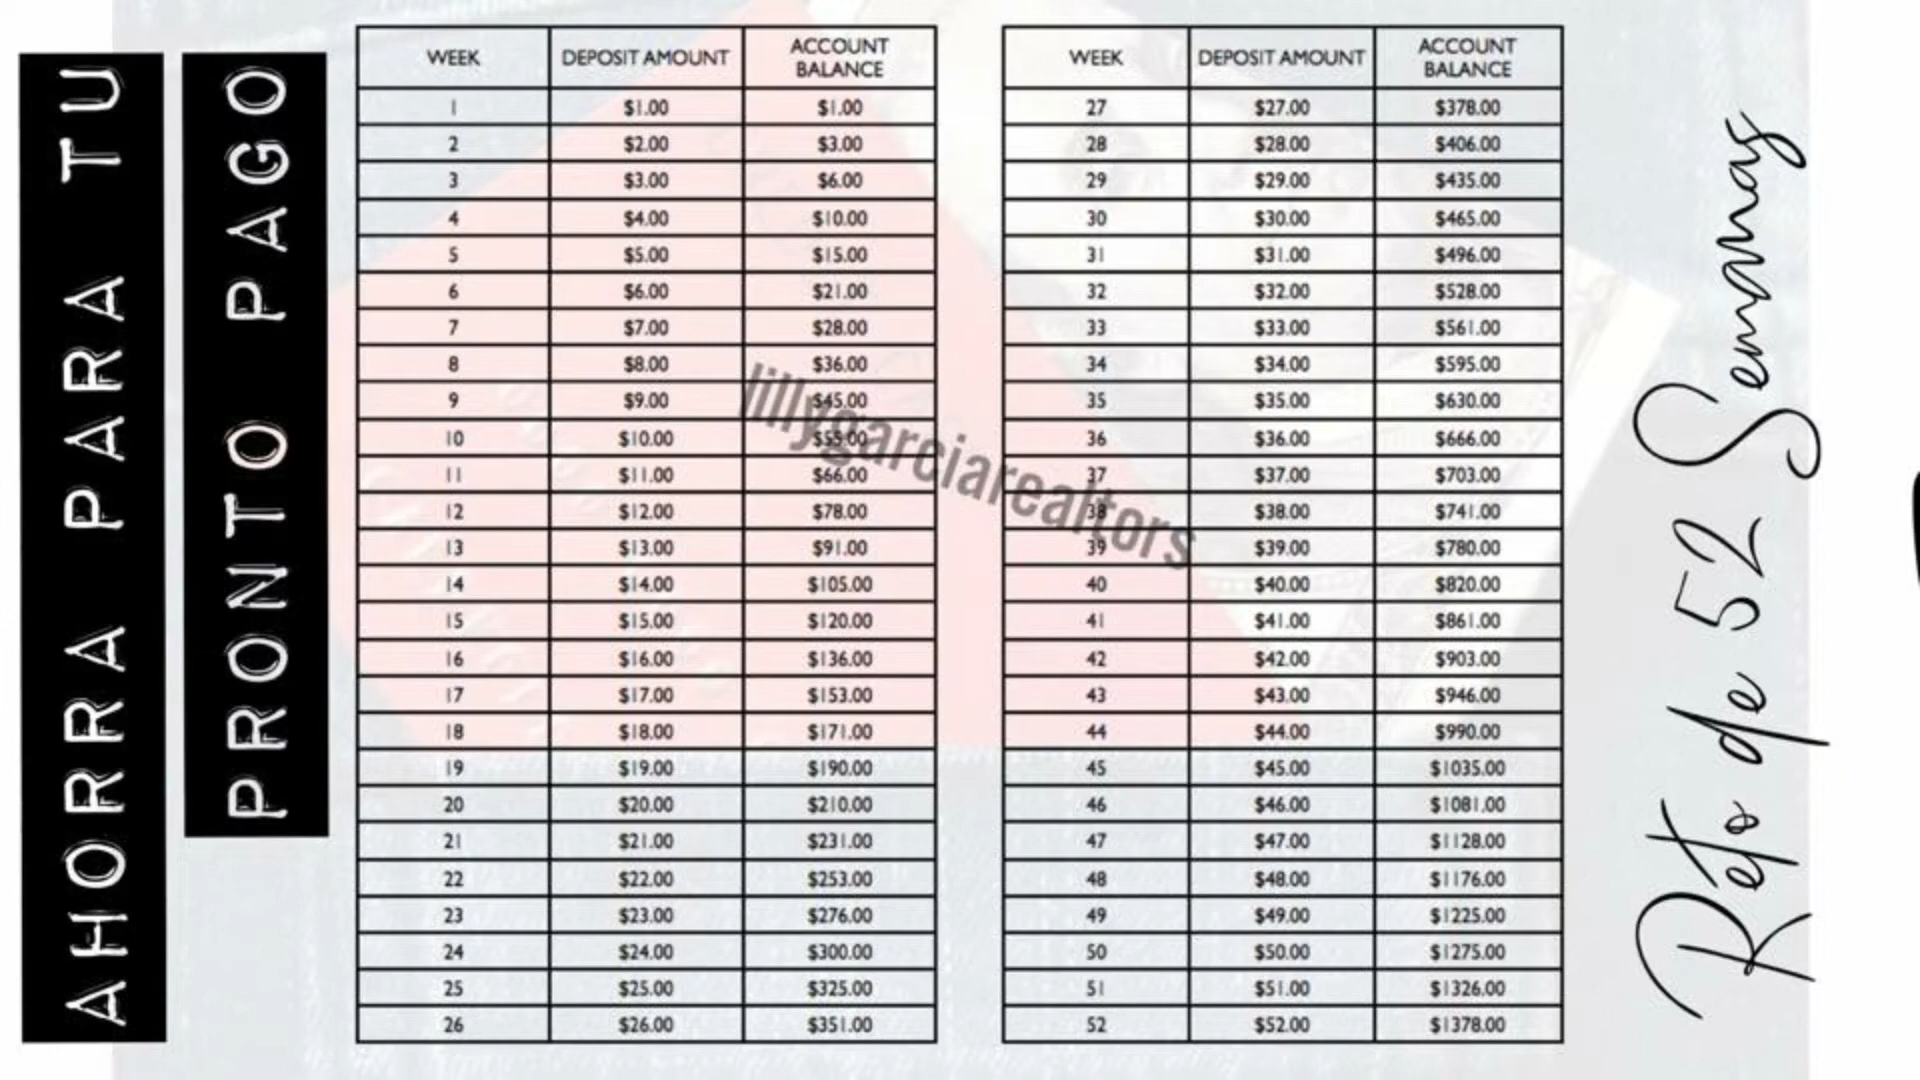 AHORRA PARA TU
PRONTO PAGO
WEEK DEPOSIT AMOUNT ACCOUNT BALANCE
1 $1.00 $1.00
2 $2.00 $3.00
3 $3.00 $6.00
4 $4.00 $10.00
5 $5.00 $15.00
6 $6.00 $21.00
7 $7.00 $28.00
8 $8.00 $36.00
9 $9.00 $45.00
10 $10.00 $55.00
11 $11.00 $66.00
12 $12.00 $78.00
13 $13.00 $91.00
14 $14.00 $105.00
15 $15.00 $120.00
16 $16.00 $136.00
17 $17.00 $153.00
18 $18.00 $171.00
19 $19.00 $190.00
20 $20.00 $210.00
21 $21.00 $231.00
22 $22.00 $253.00
23 $23.00 $276.00
24 $24.00 $300.00
25 $25.00 $325.00
26 $26.00 $351.00
WEEK DEPOSIT AMOUNT ACCOUNT BALANCE
27 $27.00 $378.00
28 $28.00 $406.00
29 $29.00 $435.00
30 $30.00 $465.00
31 $31.00 $496.00
32 $32.00 $528.00
33 $33.00 $561.00
34 $34.00 $595.00
35 $35.00 $630.00
36 $36.00 $666.00
37 $37.00 $703.00
38 $38.00 $741.00
39 $39.00 $780.00
40 $40.00 $820.00
41 $41.00 $861.00
42 $42.00 $903.00
43 $43.00 $946.00
44 $44.00 $990.00
45 $45.00 $1035.00
46 $46.00 $1081.00
47 $47.00 $1128.00
48 $48.00 $1176.00
49 $49.00 $1225.00
50 $50.00 $1275.00
51 $51.00 $1326.00
52 $52.00 $1378.00
lillygarciarealtors
Reto de 52 Semanas